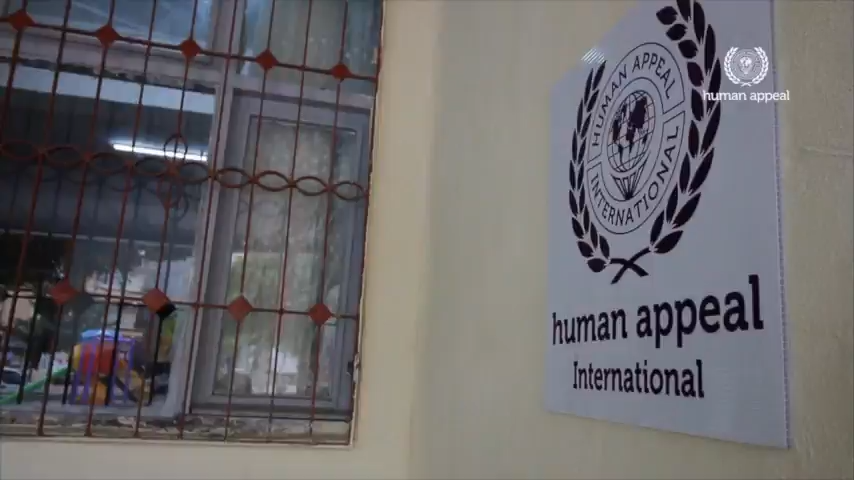 HUMAN APPEAL
INTERNATIONAL
human appeal
International
human appeal